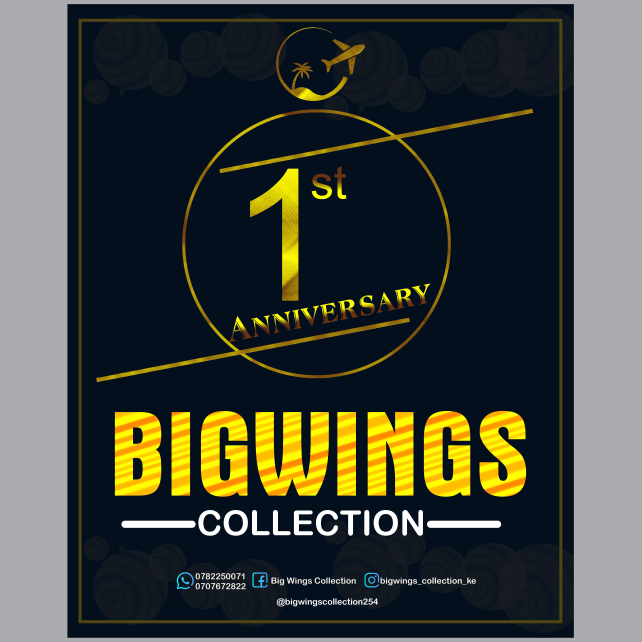 1st
ANNIVERSARY
BIGWINGS
COLLECTION
0782250071
0707672822
Big Wings Collection
bigwings_collection_ke
@bigwingscollection254